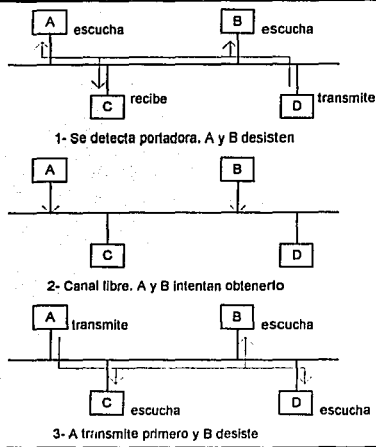 A escucha B escucha
C recibe D transmite
1- Se detecta portadora, A y B desisten
A B
C D
2- Canal libre. A y B intentan obtenerlo
A transmite B escucha
C escucha D escucha
3- A transmite primero y B desiste